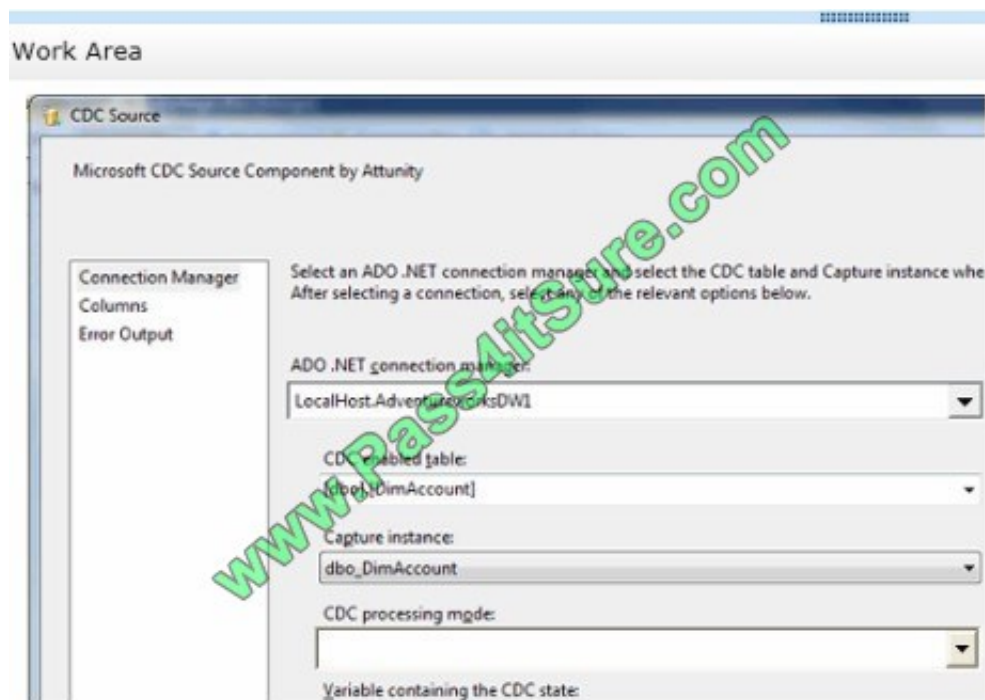 Work Area
CDC Source
Microsoft CDC Source Component by Attunity
Connection Manager
Columns
Error Output
Select an ADO .NET connection manager and select the CDC table and Capture instance whe
After selecting a connection, select any of the relevant options below.
ADO .NET connection manager:
LocalHost.AdventureworksDW1
CDC enabled table:
[dbo].[DimAccount]
Capture instance:
dbo_DimAccount
CDC processing mode:
Variable containing the CDC state:
www.Pass4itSure.com